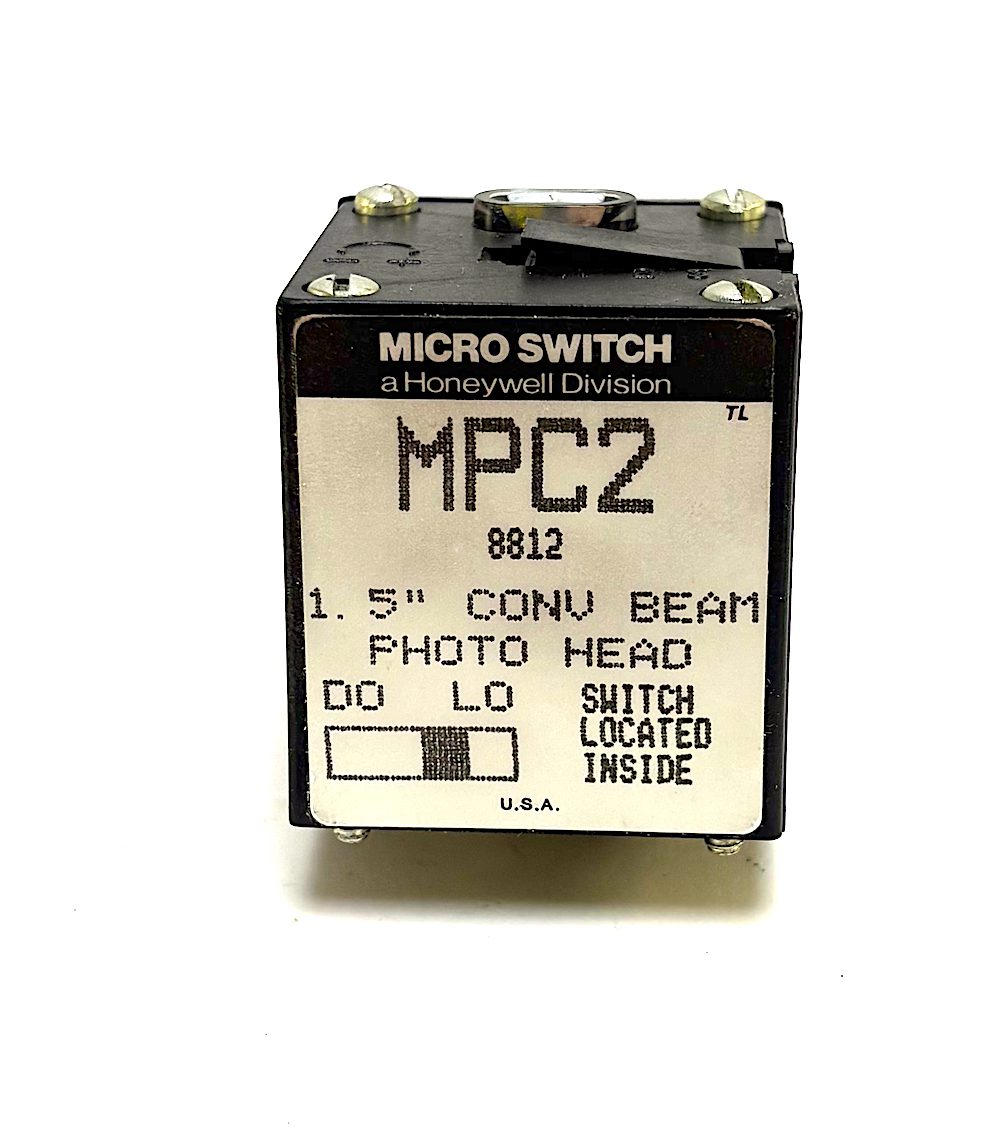 MICRO SWITCH
a Honeywell Division
TL
MPC2
8812
1.5" CONV BEAM
PHOTO HEAD
DO LO
SWITCH
LOCATED
INSIDE
U.S.A.